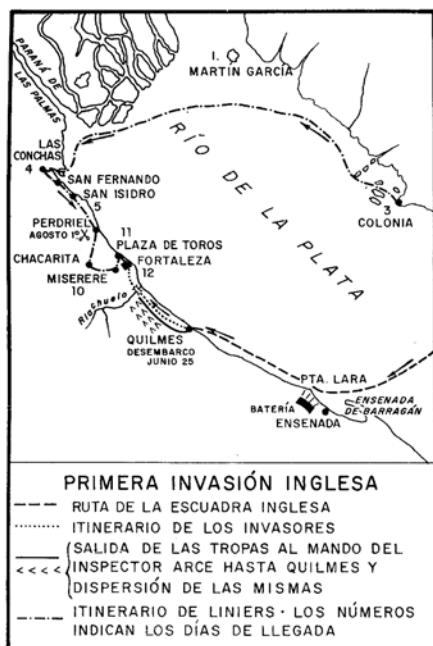 PARANÁ DE
LAS PALMAS
I.
MARTÍN GARCÍA
RÍO DE LA PLATA
LAS
CONCHAS
4
SAN FERNANDO
SAN ISIDRO
5
3
COLONIA
PERDRIEL
AGOSTO 1º
11
PLAZA DE TOROS
CHACARITA
FORTALEZA
MISERERE
12
10
Riachuelo
QUILMES
DESEMBARCO
JUNIO 25
PTA. LARA
BATERÍA
ENSENADA
ENSENADA
DE BARRAGÁN
PRIMERA INVASIÓN INGLESA
RUTA DE LA ESCUADRA INGLESA
ITINERARIO DE LOS INVASORES
SALIDA DE LAS TROPAS AL MANDO DEL
INSPECTOR ARCE HASTA QUILMES Y
DISPERSIÓN DE LAS MISMAS
ITINERARIO DE LINIERS · LOS NÚMEROS
INDICAN LOS DÍAS DE LLEGADA